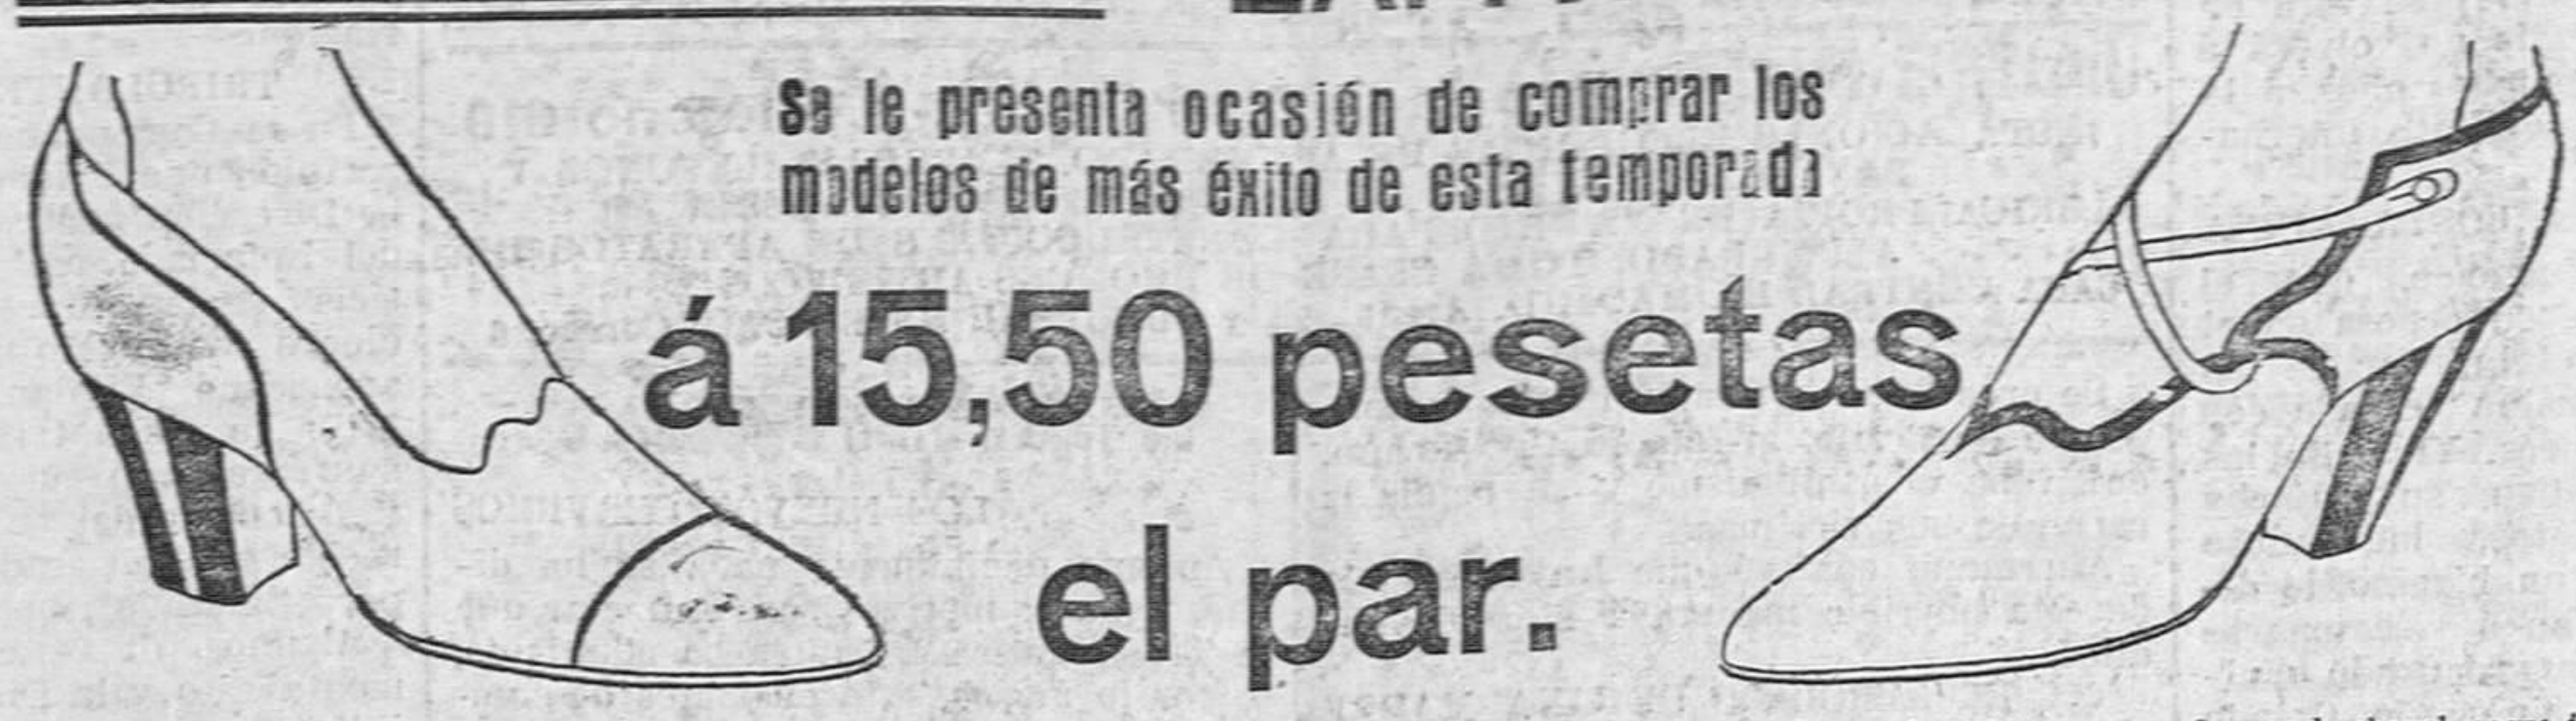 Se le presenta ocasión de comprar los
modelos de más éxito de esta temporada
á 15,50 pesetas
el par.